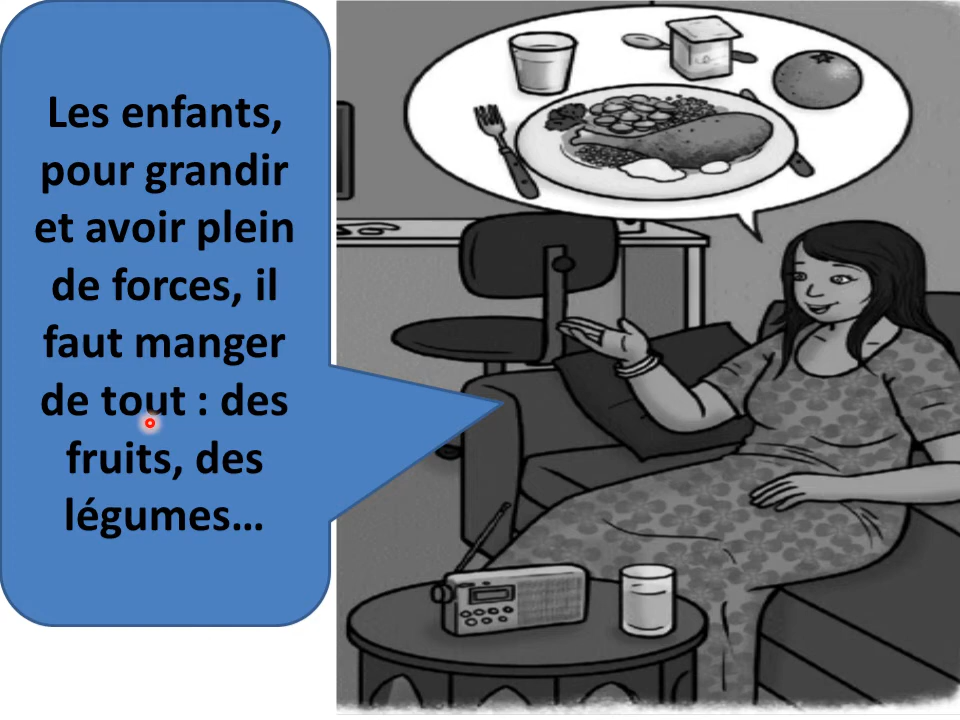 Les enfants,
pour grandir
et avoir plein
de forces, il
faut manger
de tout : des
fruits, des
légumes…